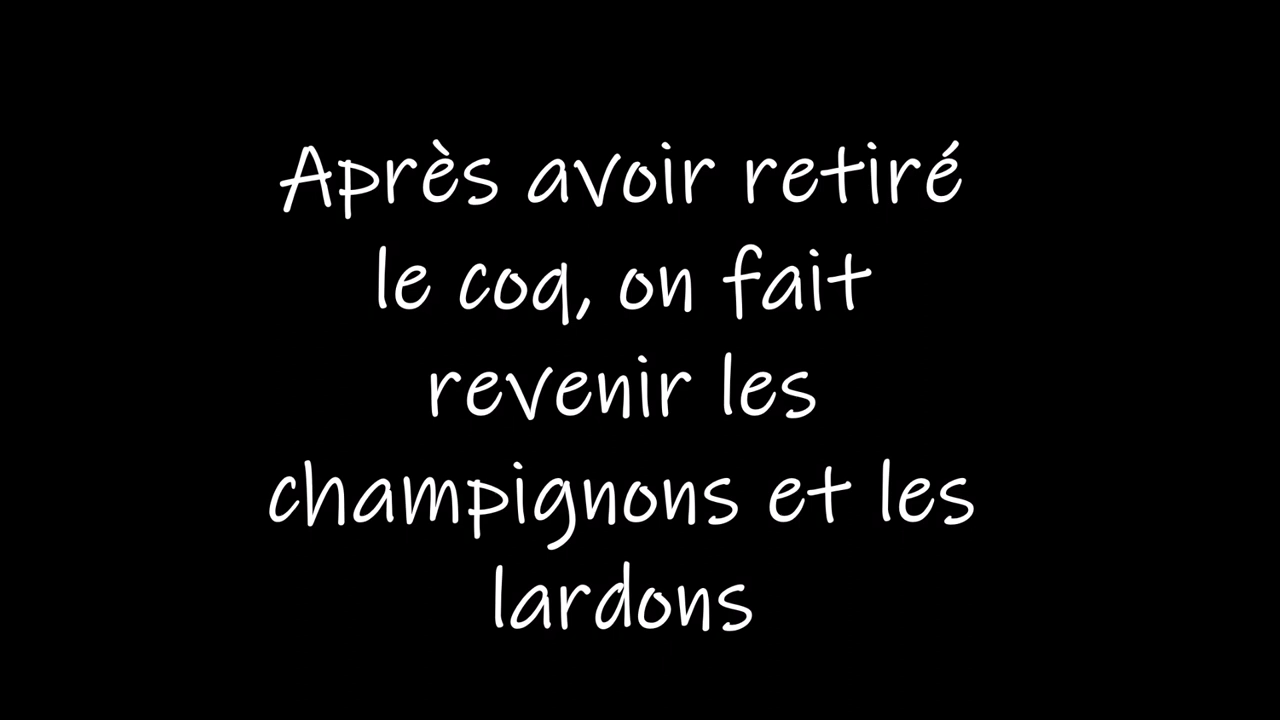 Après avoir retiré
le coq, on fait
revenir les
champignons et les
lardons